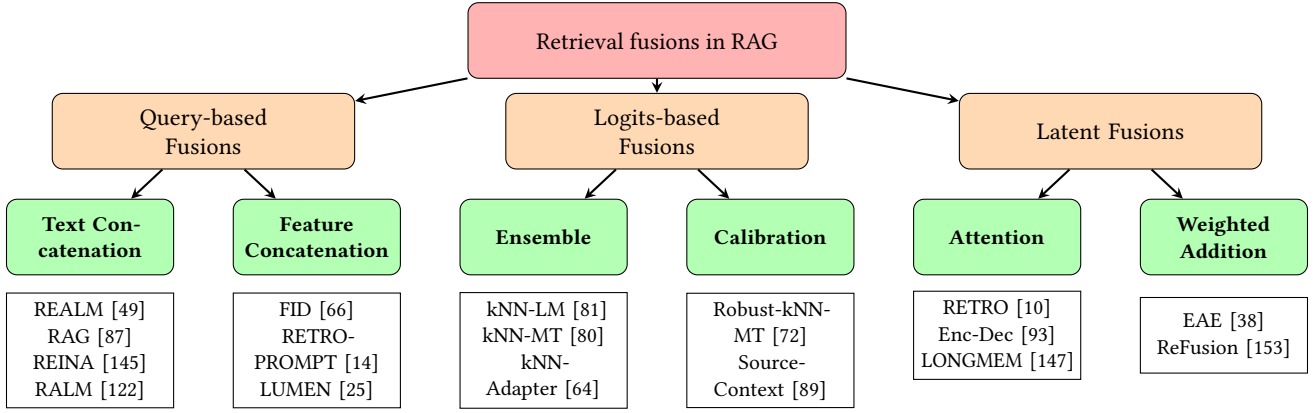 Retrieval fusions in RAG
Query-based
Fusions
Logits-based
Fusions
Latent Fusions
Text Con-
catenation
Feature
Concatenation
Ensemble
Calibration
Attention
Weighted
Addition
REALM [49]
RAG [87]
REINA [145]
RALM [122]
FID [66]
RETRO-
PROMPT [14]
LUMEN [25]
kNN-LM [81]
kNN-MT [80]
kNN-
Adapter [64]
Robust-kNN-
MT [72]
Source-
Context [89]
RETRO [10]
Enc-Dec [93]
LONGMEM [147]
EAE [38]
ReFusion [153]